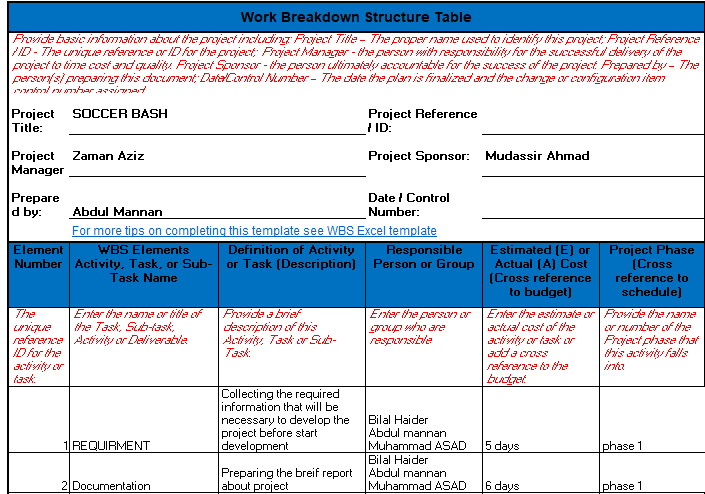 Work Breakdown Structure Table
Provide basic information about the project including: Project Title – The proper name used to identify this project; Project Reference
/ ID - The unique reference or ID for the project; Project Manager - the person with responsibility for the successful delivery of the
project to time cost and quality. Project Sponsor - the person ultimately accountable for the success of the project. Prepared by – The
person(s) preparing this document; Date/Control Number – The date the plan is finalized and the change or configuration item
control number assigned.
Project Title: SOCCER BASH Project Reference / ID:
Project Manager Zaman Aziz Project Sponsor: Mudassir Ahmad
Prepare d by: Abdul Mannan Date / Control Number:
For more tips on completing this template see WBS Excel template
Element Number
WBS Elements Activity, Task, or Sub-Task Name
Definition of Activity or Task (Description)
Responsible Person or Group
Estimated (E) or Actual (A) Cost (Cross reference to budget)
Project Phase (Cross reference to schedule)
The unique reference ID for the activity or task.
Enter the name or title of the Task, Sub-task, Activity or Deliverable
Provide a brief description of this Activity, Task or Sub-Task.
Enter the person or group who are responsible
Enter the estimate or actual cost of the activity or task or add a cross reference to the budget.
Provide the name or number of the Project phase that this activity falls into.
1 REQUIRMENT
Collecting the required
information that will be
necessary to develop the
project before start
development
Bilal Haider
Abdul mannan
Muhammad ASAD
5 days
phase 1
2 Documentation
Preparing the breif report
about project
Bilal Haider
Abdul mannan
Muhammad ASAD
6 days
phase 1